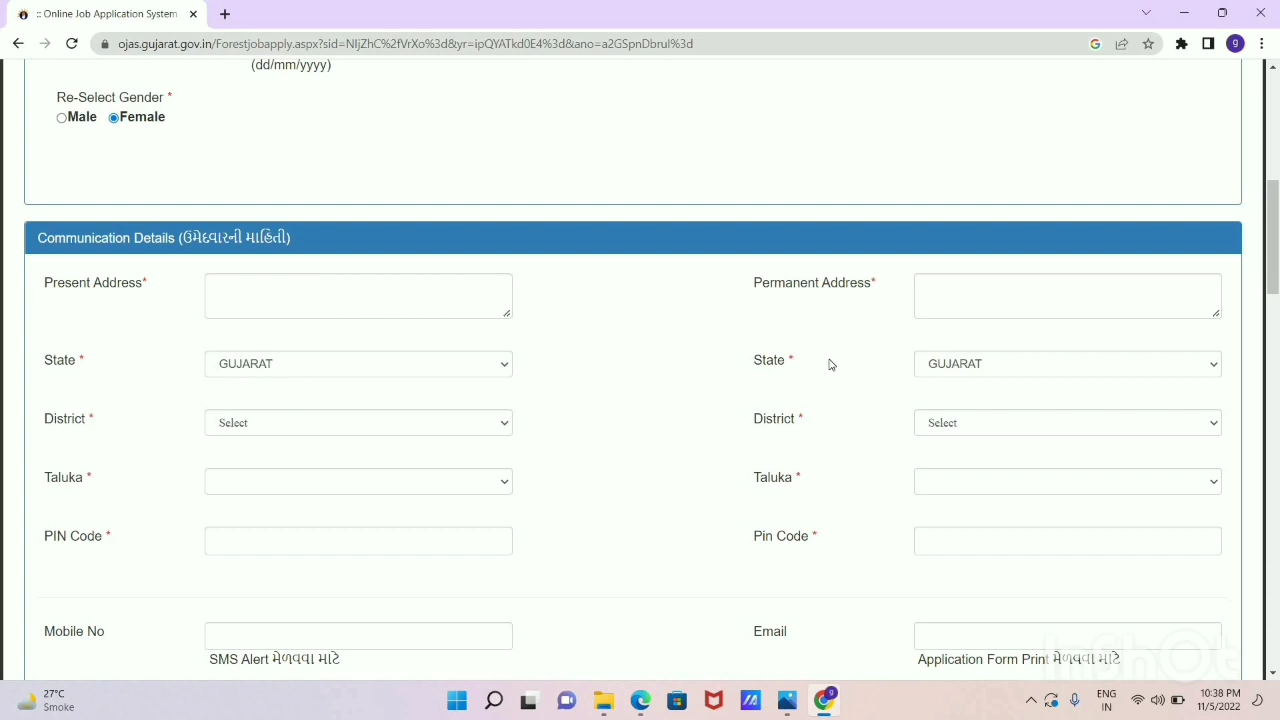 :: Online Job Application System
ojas.gujarat.gov.in/Forestjobapply.aspx?sid=NIjZhC%2fVrXo%3d&yr=ipQYATkd0E4%3d&ano=a2GSpnDbruI%3d
g
(dd/mm/yyyy)
Re-Select Gender *
Male Female
Communication Details (ઉમેદવારની માહિતી)
Present Address* Permanent Address*
State * GUJARAT State * GUJARAT
District * Select District * Select
Taluka * Taluka *
PIN Code * Pin Code *
Mobile No Email
SMS Alert મેળવવા માટે Application Form Print મેળવવા માટે
InShOt
27°C
Smoke
g
ENG
IN
10:38 PM
11/5/2022